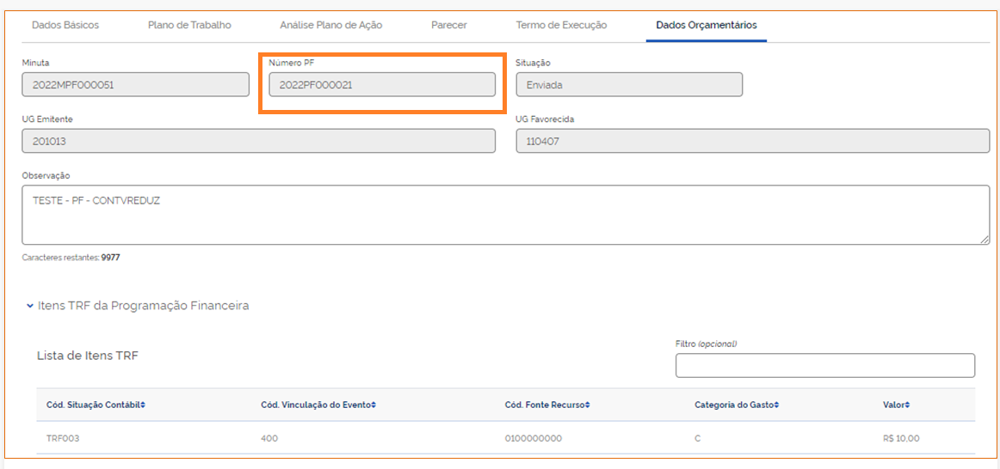 Dados Básicos Plano de Trabalho Análise Plano de Ação Parecer Termo de Execução Dados Orçamentários
Minuta Número PF Situação
2022MPF000051 2022PF000021 Enviada
UG Emitente UG Favorecida
201013 110407
Observação
TESTE - PF - CONTVREDUZ
Caracteres restantes: 9977
Itens TRF da Programação Financeira
Filtro (opcional)
Lista de Itens TRF
Cód. Situação Contábil Cód. Vinculação do Evento Cód. Fonte Recurso Categoria do Gasto Valor
TRF003 400 0100000000 C R$ 10,00